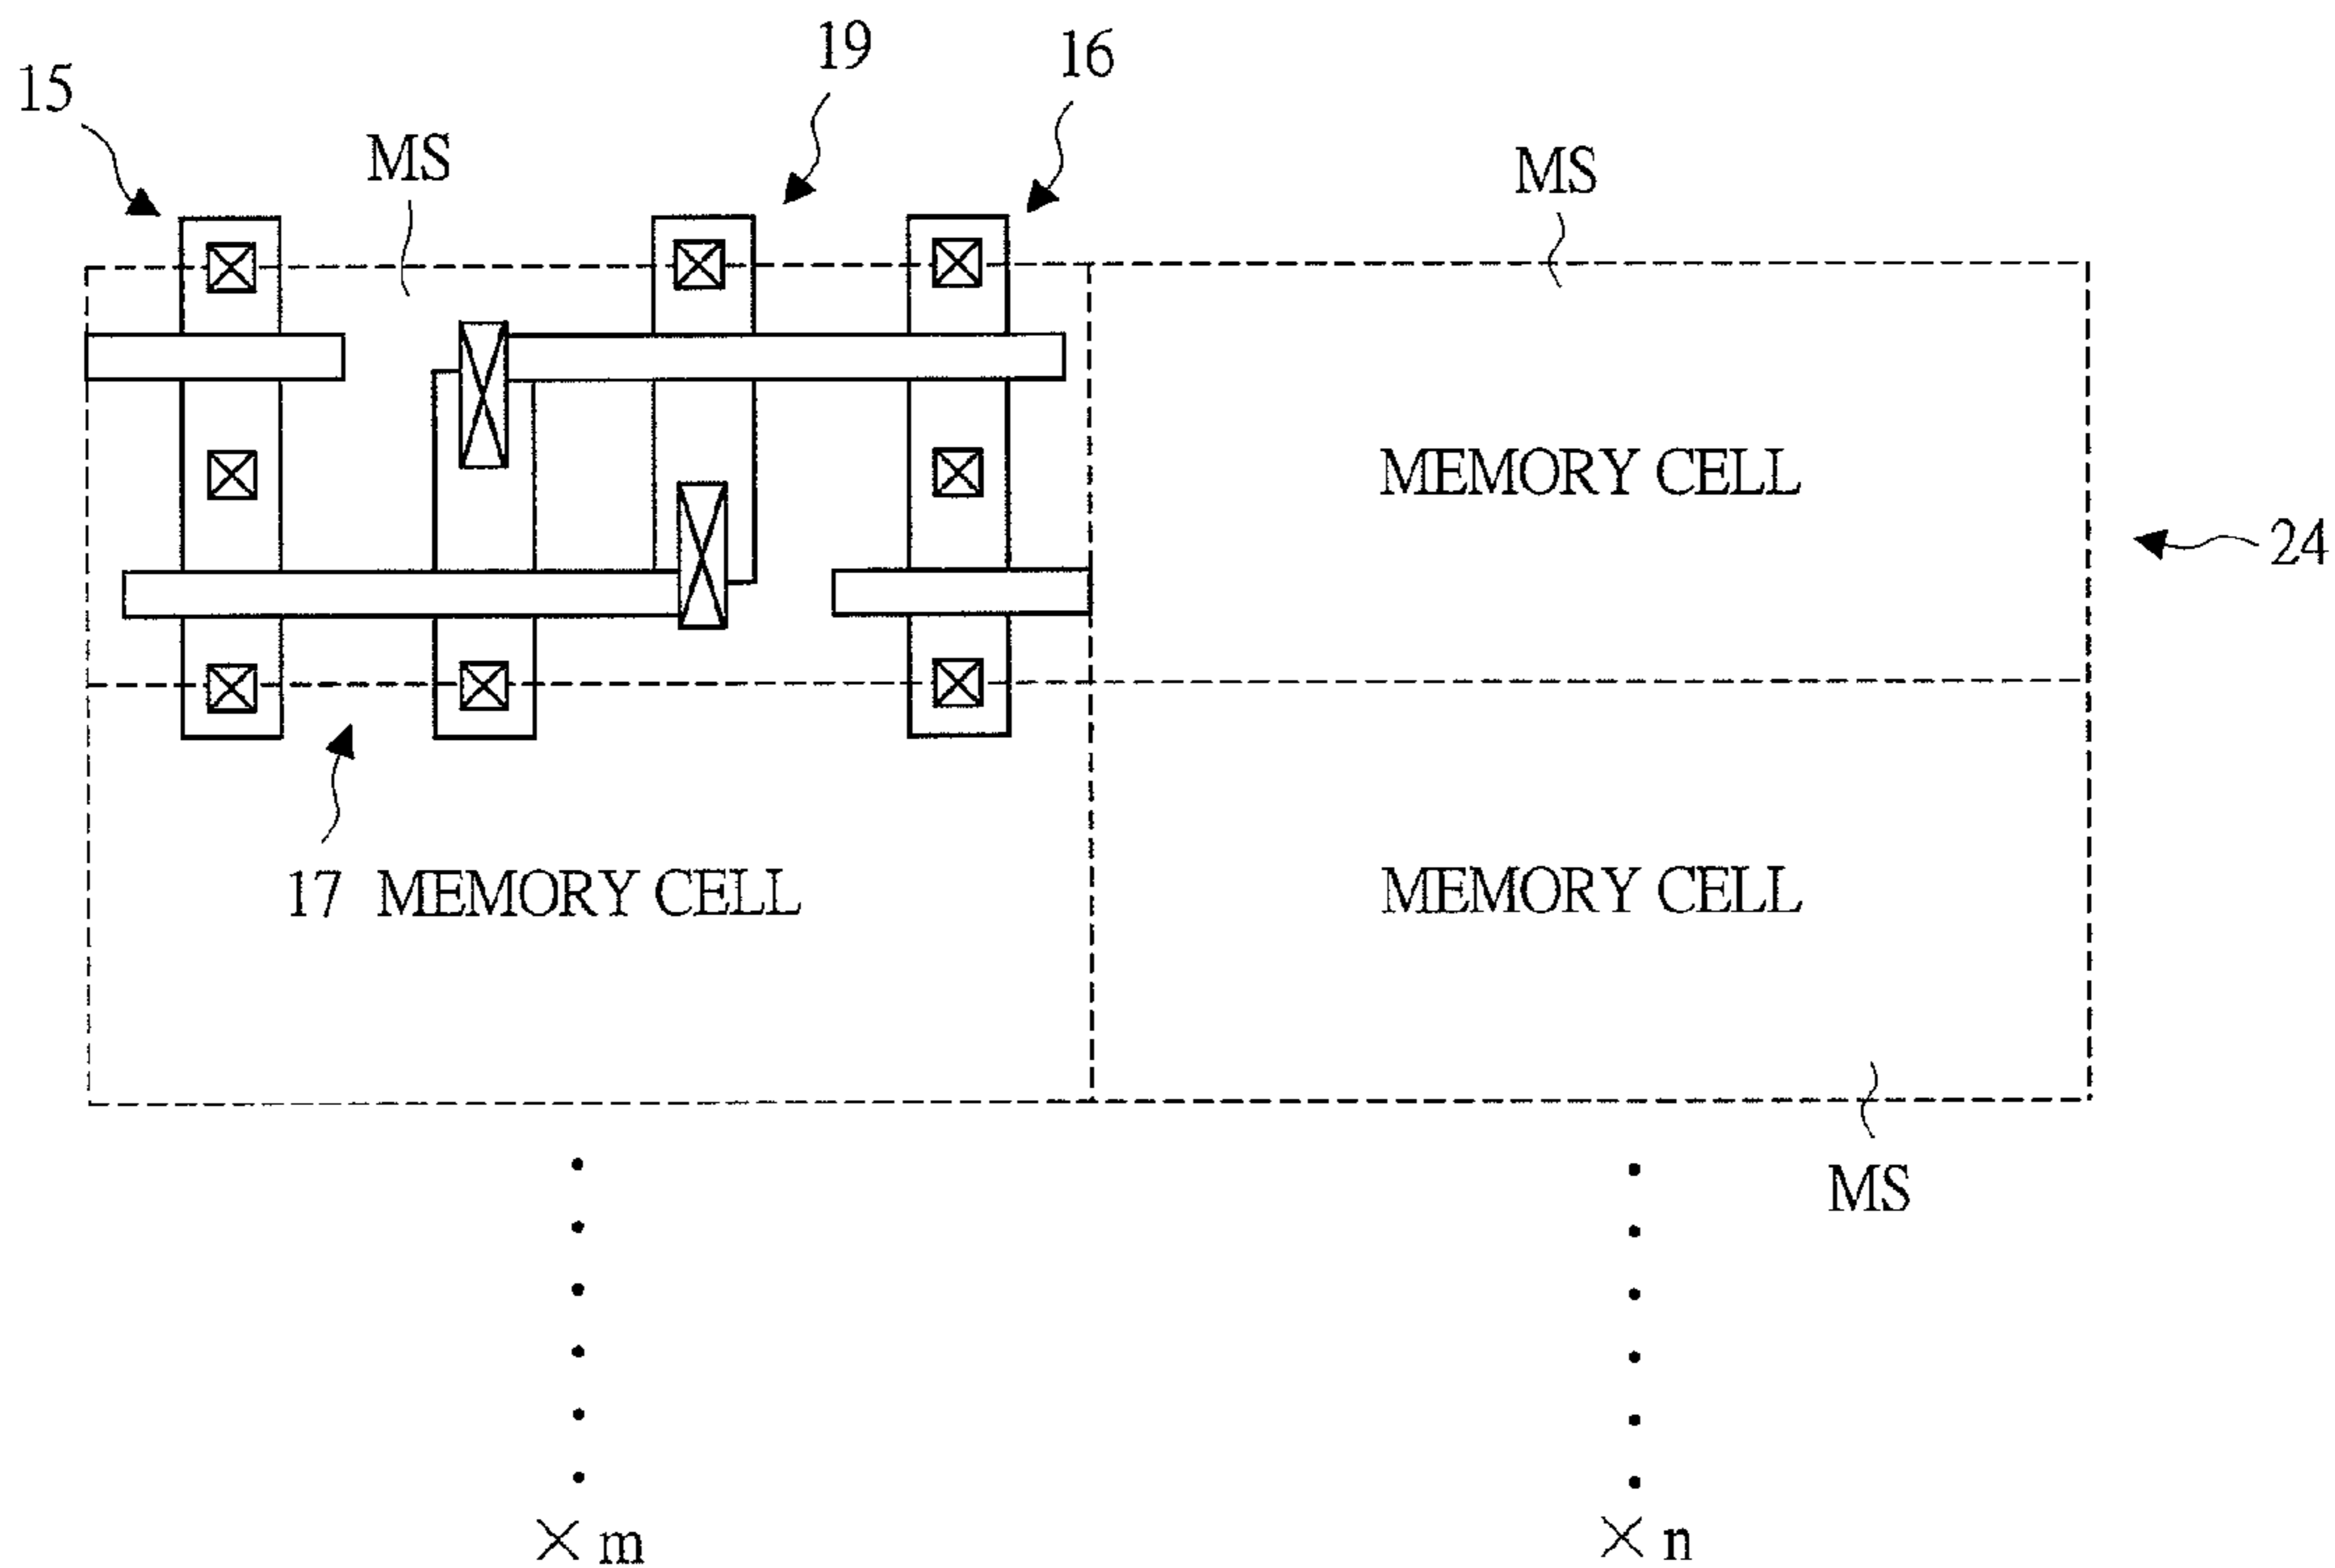 19
16
15
MS
MS
MEMORY CELL
24
17 MEMORY CELL
MEMORY CELL
MS
× m
× n